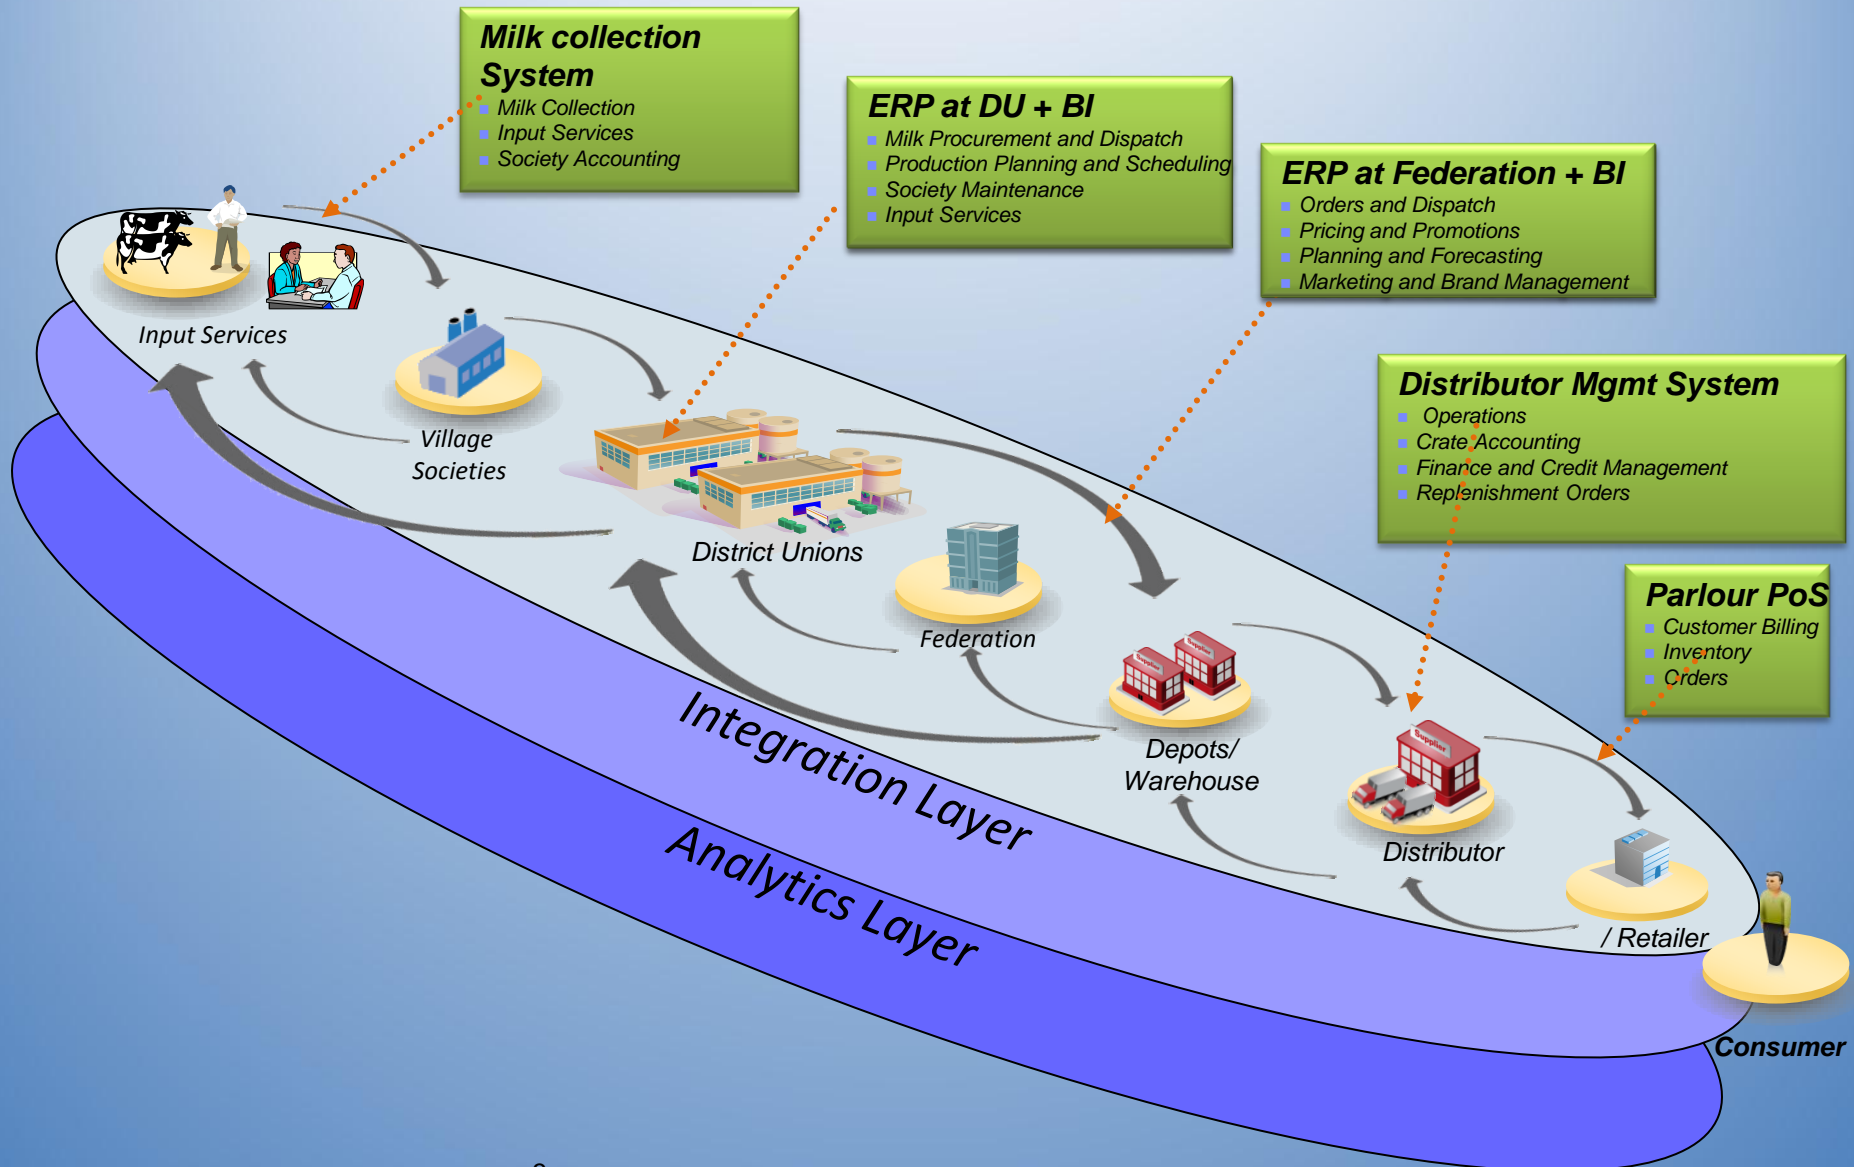 Milk collection
System
Milk Collection
Input Services
Society Accounting
ERP at DU + BI
Milk Procurement and Dispatch
Production Planning and Scheduling
Society Maintenance
Input Services
ERP at Federation + BI
Orders and Dispatch
Pricing and Promotions
Planning and Forecasting
Marketing and Brand Management
Distributor Mgmt System
Operations
Crate Accounting
Finance and Credit Management
Replenishment Orders
Parlour PoS
Customer Billing
Inventory
Orders
Input Services
Village
Societies
District Unions
Federation
Supplier
Supplier
Depots/
Warehouse
Supplier
Distributor
/ Retailer
Consumer
Integration Layer
Analytics Layer